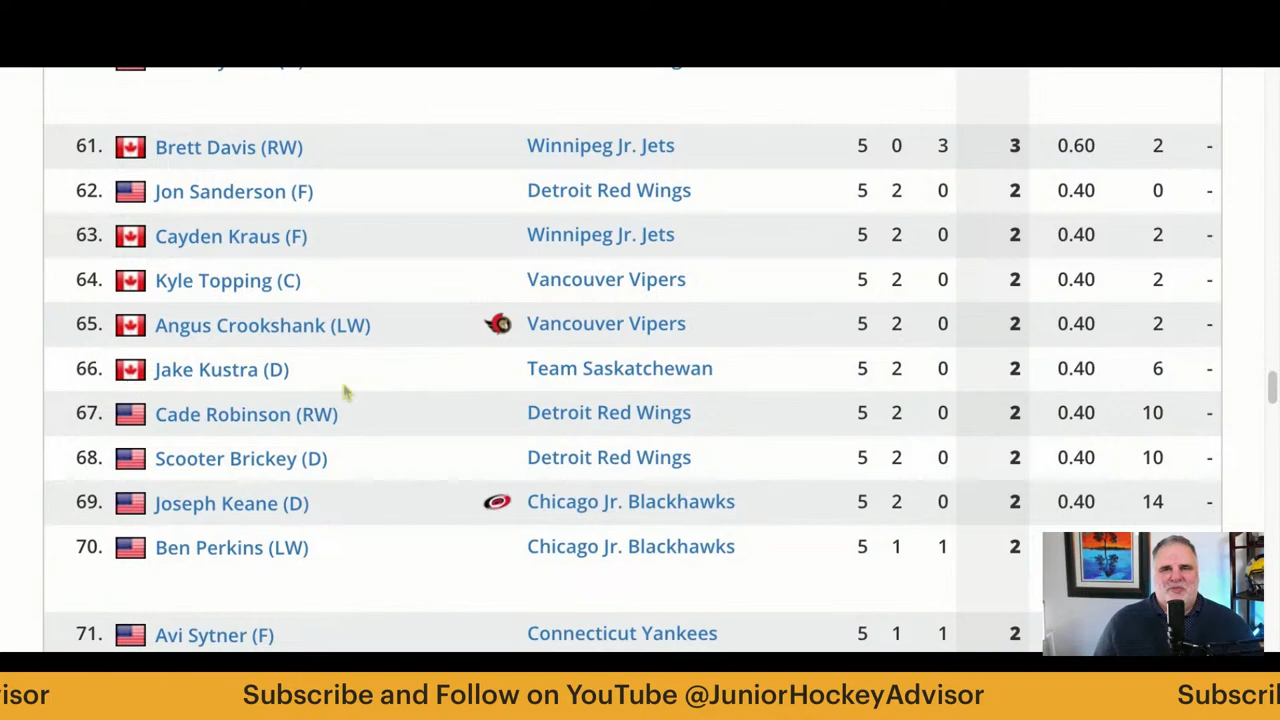 61. Brett Davis (RW) Winnipeg Jr. Jets 5 0 3 3 0.60 2 -
62. Jon Sanderson (F) Detroit Red Wings 5 2 0 2 0.40 0 -
63. Cayden Kraus (F) Winnipeg Jr. Jets 5 2 0 2 0.40 2 -
64. Kyle Topping (C) Vancouver Vipers 5 2 0 2 0.40 2 -
65. Angus Crookshank (LW) Vancouver Vipers 5 2 0 2 0.40 2 -
66. Jake Kustra (D) Team Saskatchewan 5 2 0 2 0.40 6 -
67. Cade Robinson (RW) Detroit Red Wings 5 2 0 2 0.40 10 -
68. Scooter Brickey (D) Detroit Red Wings 5 2 0 2 0.40 10 -
69. Joseph Keane (D) Chicago Jr. Blackhawks 5 2 0 2 0.40 14 -
70. Ben Perkins (LW) Chicago Jr. Blackhawks 5 1 1 2
71. Avi Sytner (F) Connecticut Yankees 5 1 1 2
isor Subscribe and Follow on YouTube @JuniorHockeyAdvisor Subscri